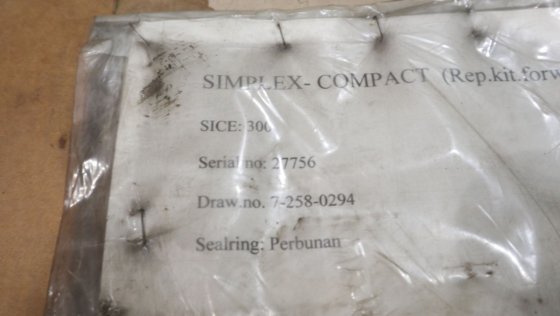 SIMPLEX- COMPACT (Rep.kit.forw
SICE: 300
Serial no: 27756
Draw.no. 7-258-0294
Sealring: Perbunan